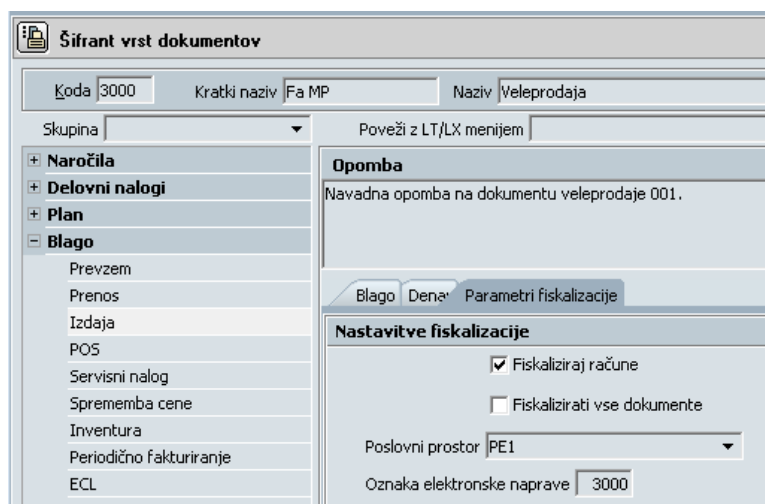 Šifrant vrst dokumentov
Koda 3000 Kratki naziv Fa MP Naziv Veleprodaja
Skupina Poveži z LT/LX menijem
Naročila
Delovni nalogi
Plan
Blago
Prevzem
Prenos
Izdaja
POS
Servisni nalog
Sprememba cene
Inventura
Periodično fakturiranje
ECL
Opomba
Navadna opomba na dokumentu veleprodaje 001.
Blago Denar Parametri fiskalizacije
Nastavitve fiskalizacije
Fiskaliziraj račune
Fiskalizirati vse dokumente
Poslovni prostor PE1
Oznaka elektronske naprave 3000